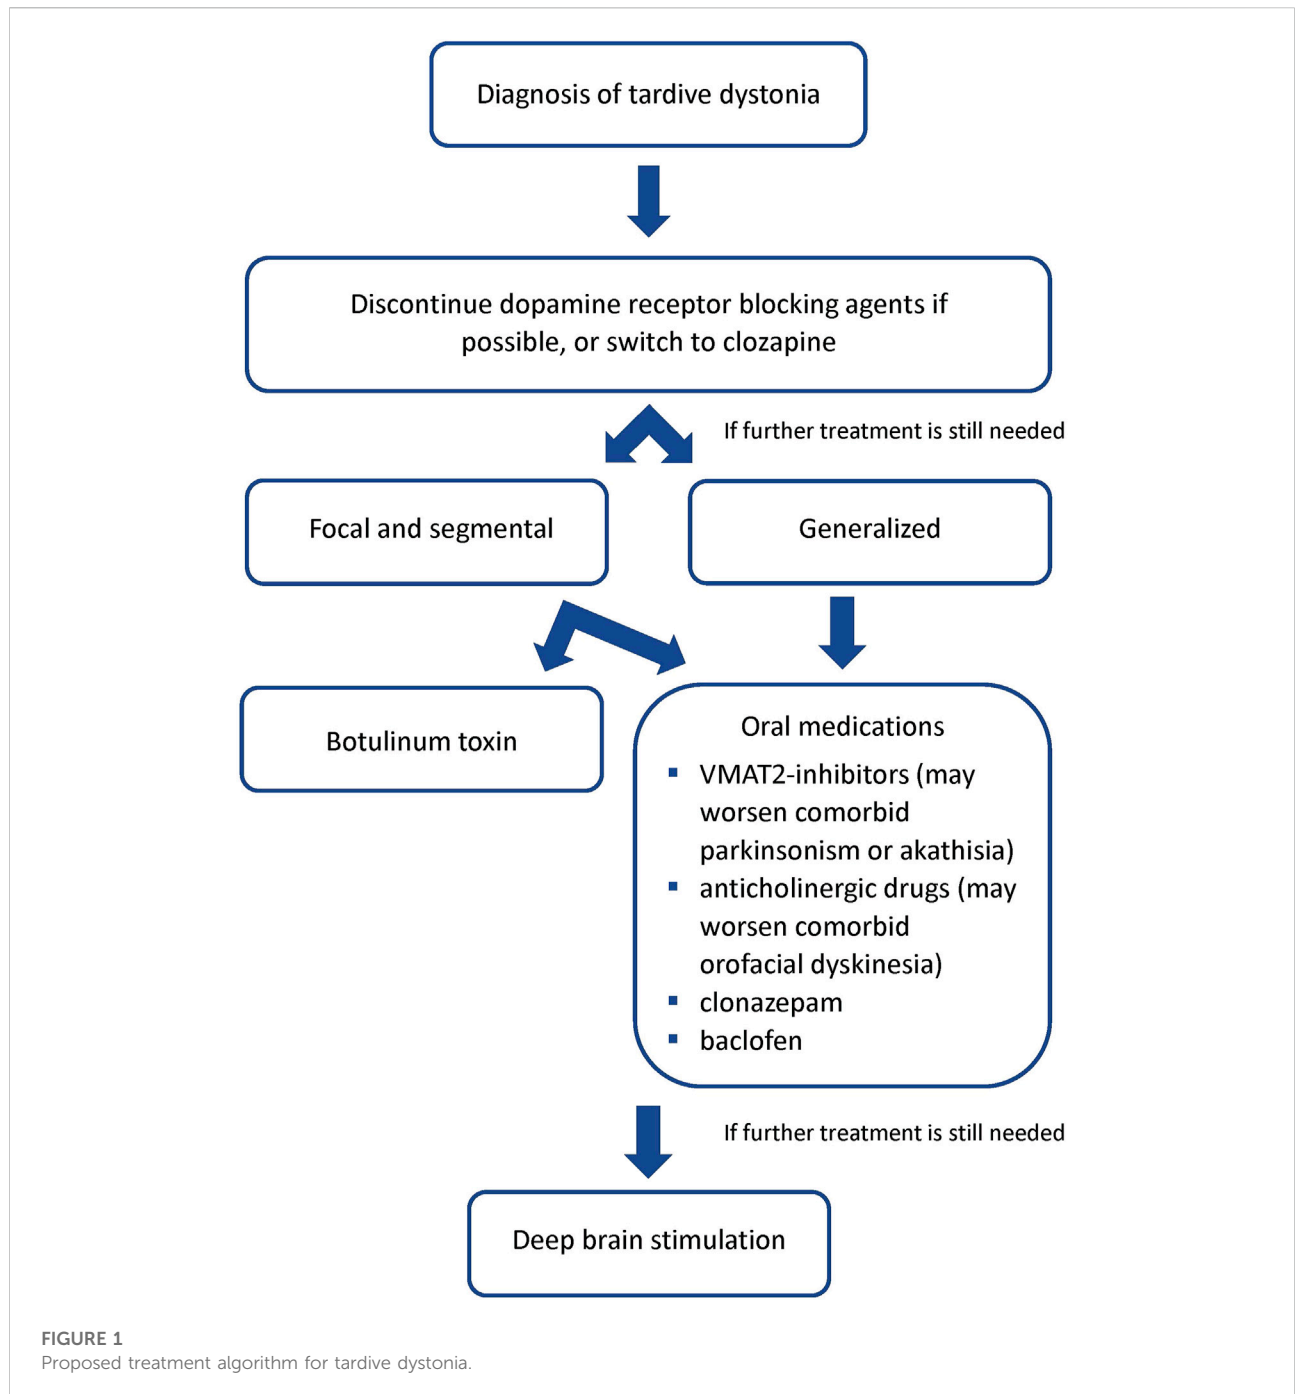 Diagnosis of tardive dystonia
Discontinue dopamine receptor blocking agents if
possible, or switch to clozapine
If further treatment is still needed
Focal and segmental
Generalized
Botulinum toxin
Oral medications
▪ VMAT2-inhibitors (may
worsen comorbid
parkinsonism or akathisia)
▪ anticholinergic drugs (may
worsen comorbid
orofacial dyskinesia)
▪ clonazepam
▪ baclofen
If further treatment is still needed
Deep brain stimulation
FIGURE 1
Proposed treatment algorithm for tardive dystonia.